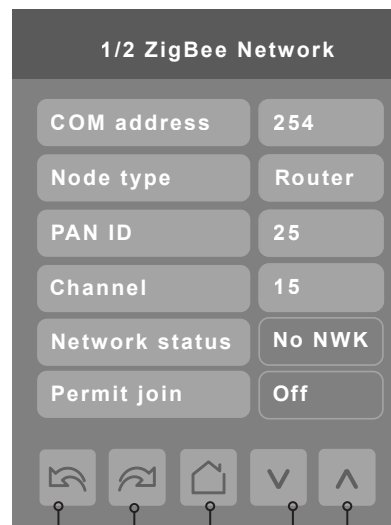 1/2 ZigBee Network
COM address 254
Node type Router
PAN ID 25
Channel 15
Network status No NWK
Permit join Off